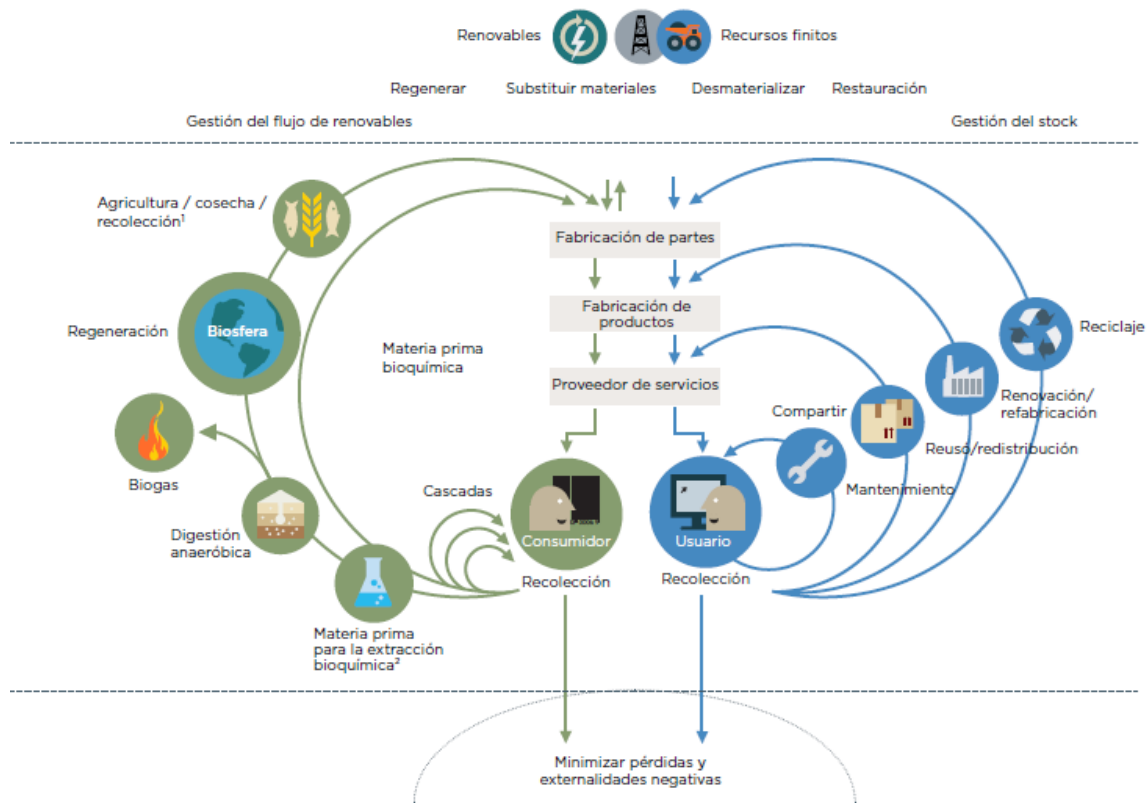 Renovables
Recursos finitos
Regenerar
Substituir materiales
Desmaterializar
Restauración
Gestión del flujo de renovables
Gestión del stock
Agricultura / cosecha /
recolección¹
Fabricación de partes
Regeneración
Biosfera
Fabricación de
productos
Reciclaje
Materia prima
bioquímica
Proveedor de servicios
Renovación/
refabricación
Compartir
Reuso/redistribución
Biogas
Cascadas
Mantenimiento
Digestión
anaeróbica
Consumidor
Usuario
Recolección
Recolección
Materia prima
para la extracción
bioquímica²
Minimizar pérdidas y
externalidades negativas